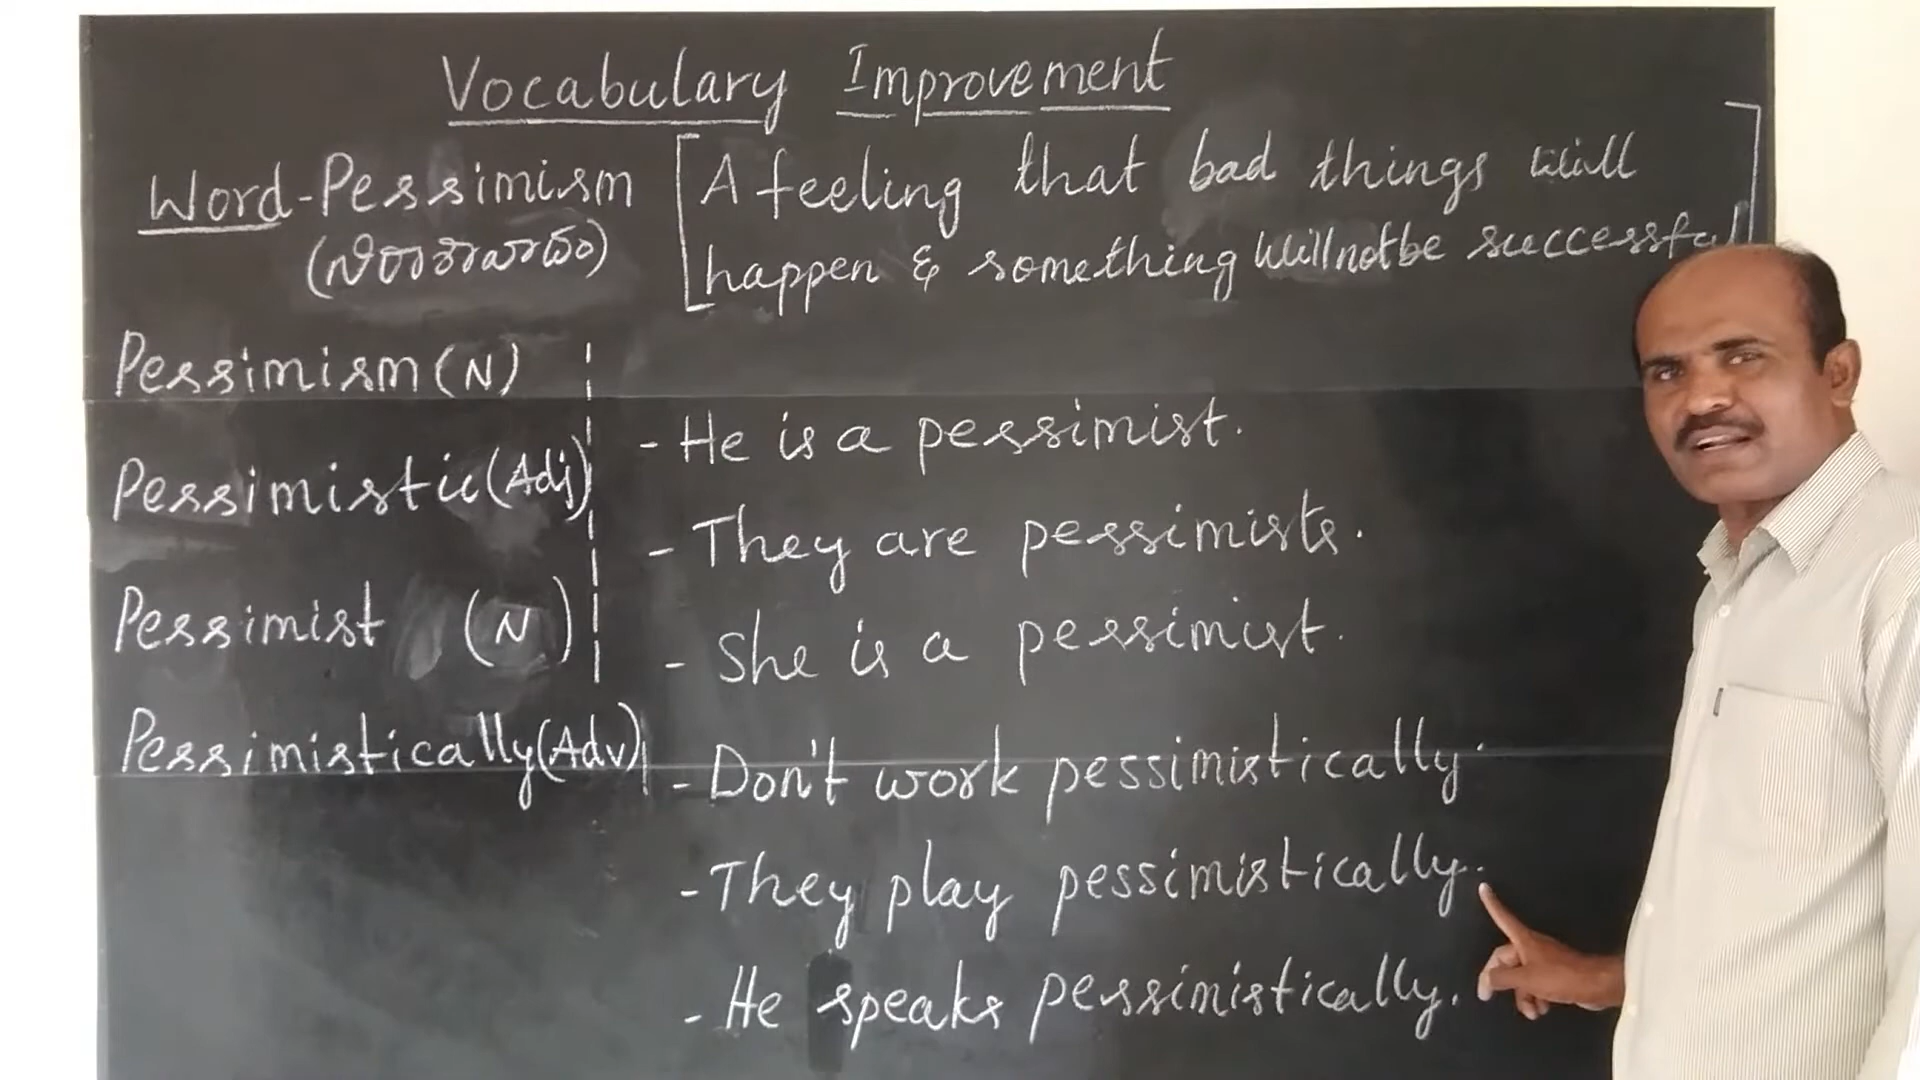 Vocabulary Improvement
Word-Pessimism [A feeling that bad things will
(నిరాశావాదం) happen & something will not be successful]
Pessimism (N)
- He is a pessimist.
Pessimistic (Adj)
- They are pessimists.
Pessimist (N)
- She is a pessimist.
Pessimistically (Adv)
- Don't work pessimistically.
- They play pessimistically.
- He speaks pessimistically.